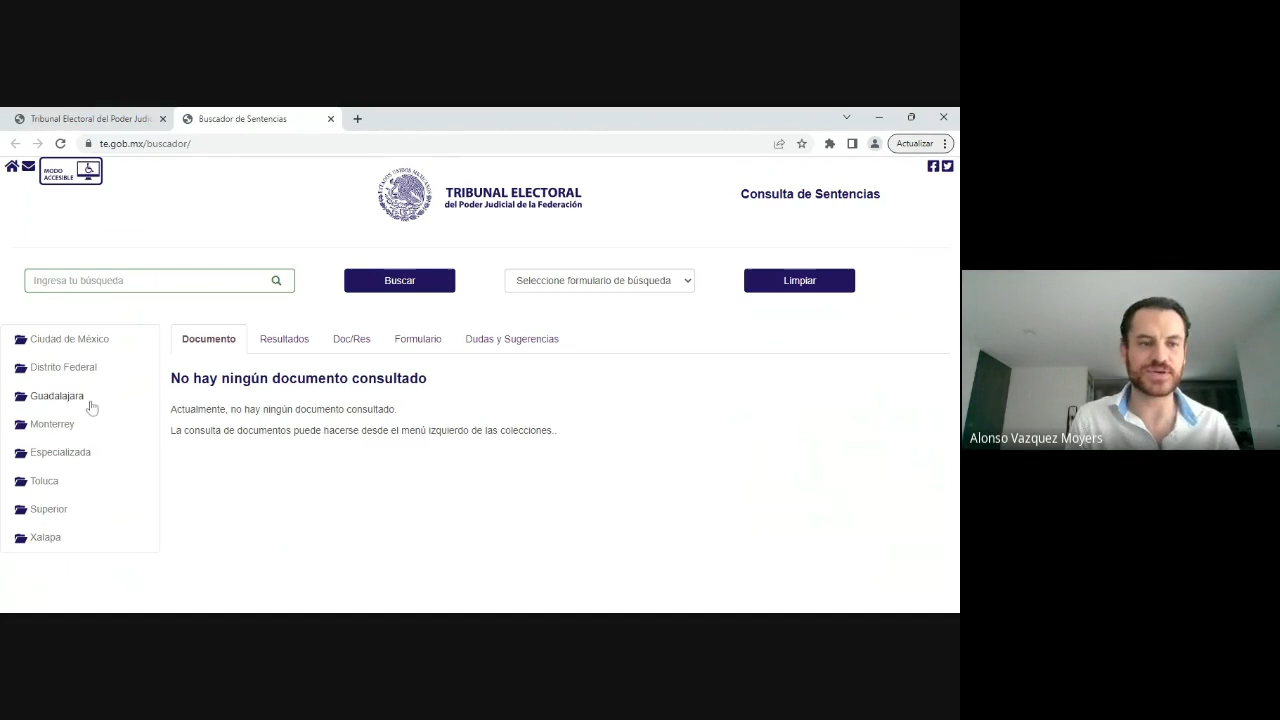 Tribunal Electoral del Poder Judic
Buscador de Sentencias
te.gob.mx/buscador/
Actualizar
MODO
ACCESIBLE
TRIBUNAL ELECTORAL
del Poder Judicial de la Federación
Consulta de Sentencias
Ingresa tu búsqueda
Buscar
Seleccione formulario de búsqueda
Limpiar
Ciudad de México
Distrito Federal
Guadalajara
Monterrey
Especializada
Toluca
Superior
Xalapa
Documento Resultados Doc/Res Formulario Dudas y Sugerencias
No hay ningún documento consultado
Actualmente, no hay ningún documento consultado.
La consulta de documentos puede hacerse desde el menú izquierdo de las colecciones..
Alonso Vazquez Moyers